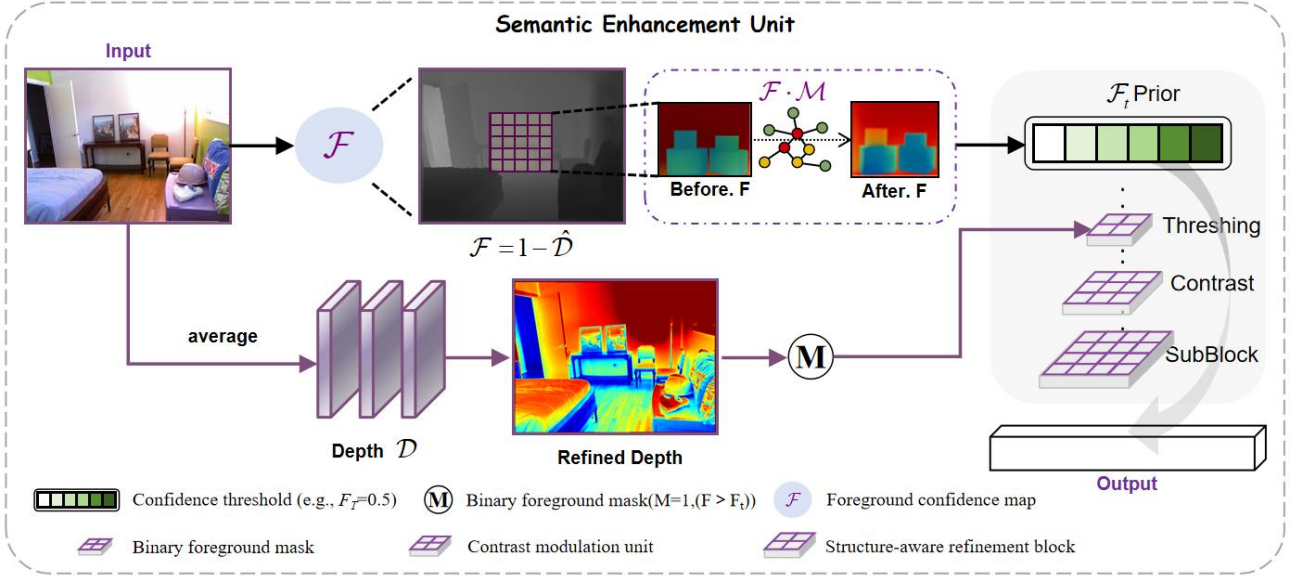 Semantic Enhancement Unit
Input
ℱ
ℱ = 1 − 𝒟̂
ℱ · ℳ
Before. F
After. F
ℱₜ Prior
Threshing
Contrast
SubBlock
average
Depth 𝒟
Refined Depth
M
Output
Confidence threshold (e., F_T=0.5)
M Binary foreground mask(M=1,(F > Fₜ))
ℱ Foreground confidence map
Binary foreground mask
Contrast modulation unit
Structure-aware refinement block